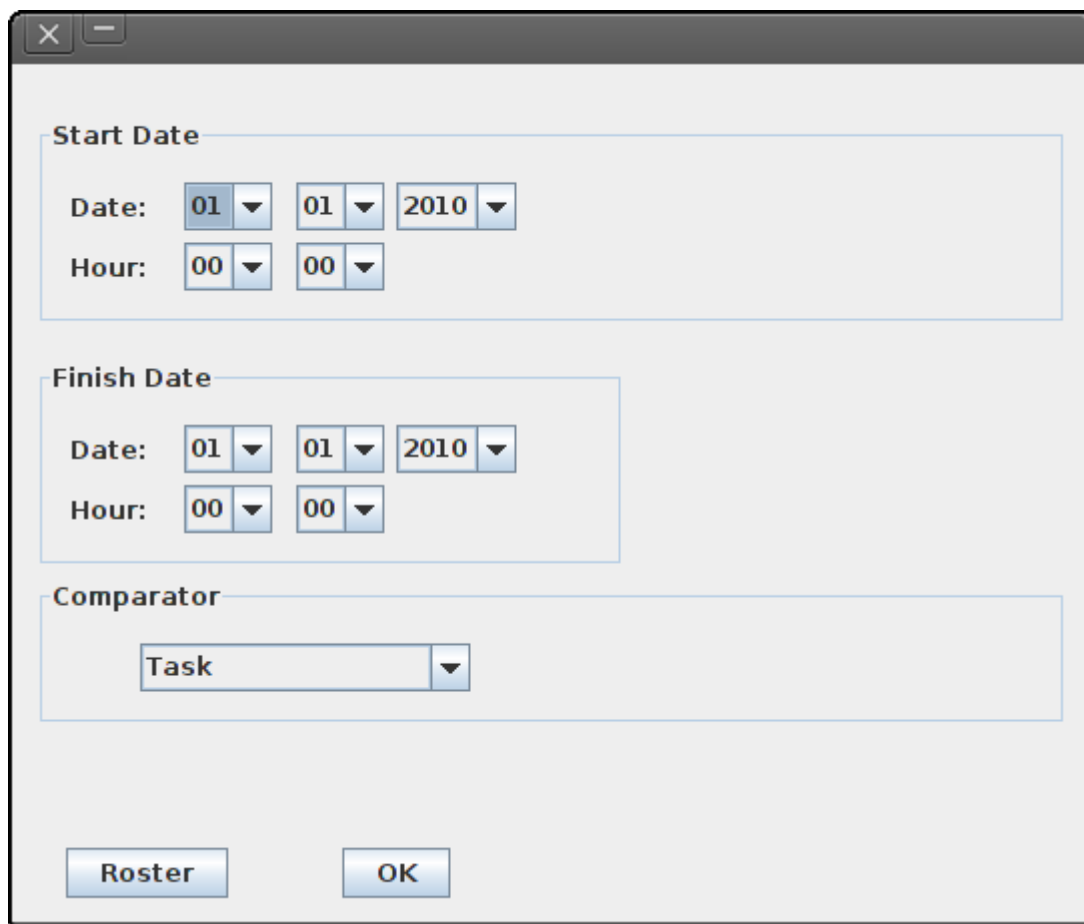 Start Date
Date: 01 01 2010
Hour: 00 00
Finish Date
Date: 01 01 2010
Hour: 00 00
Comparator
Task
Roster OK